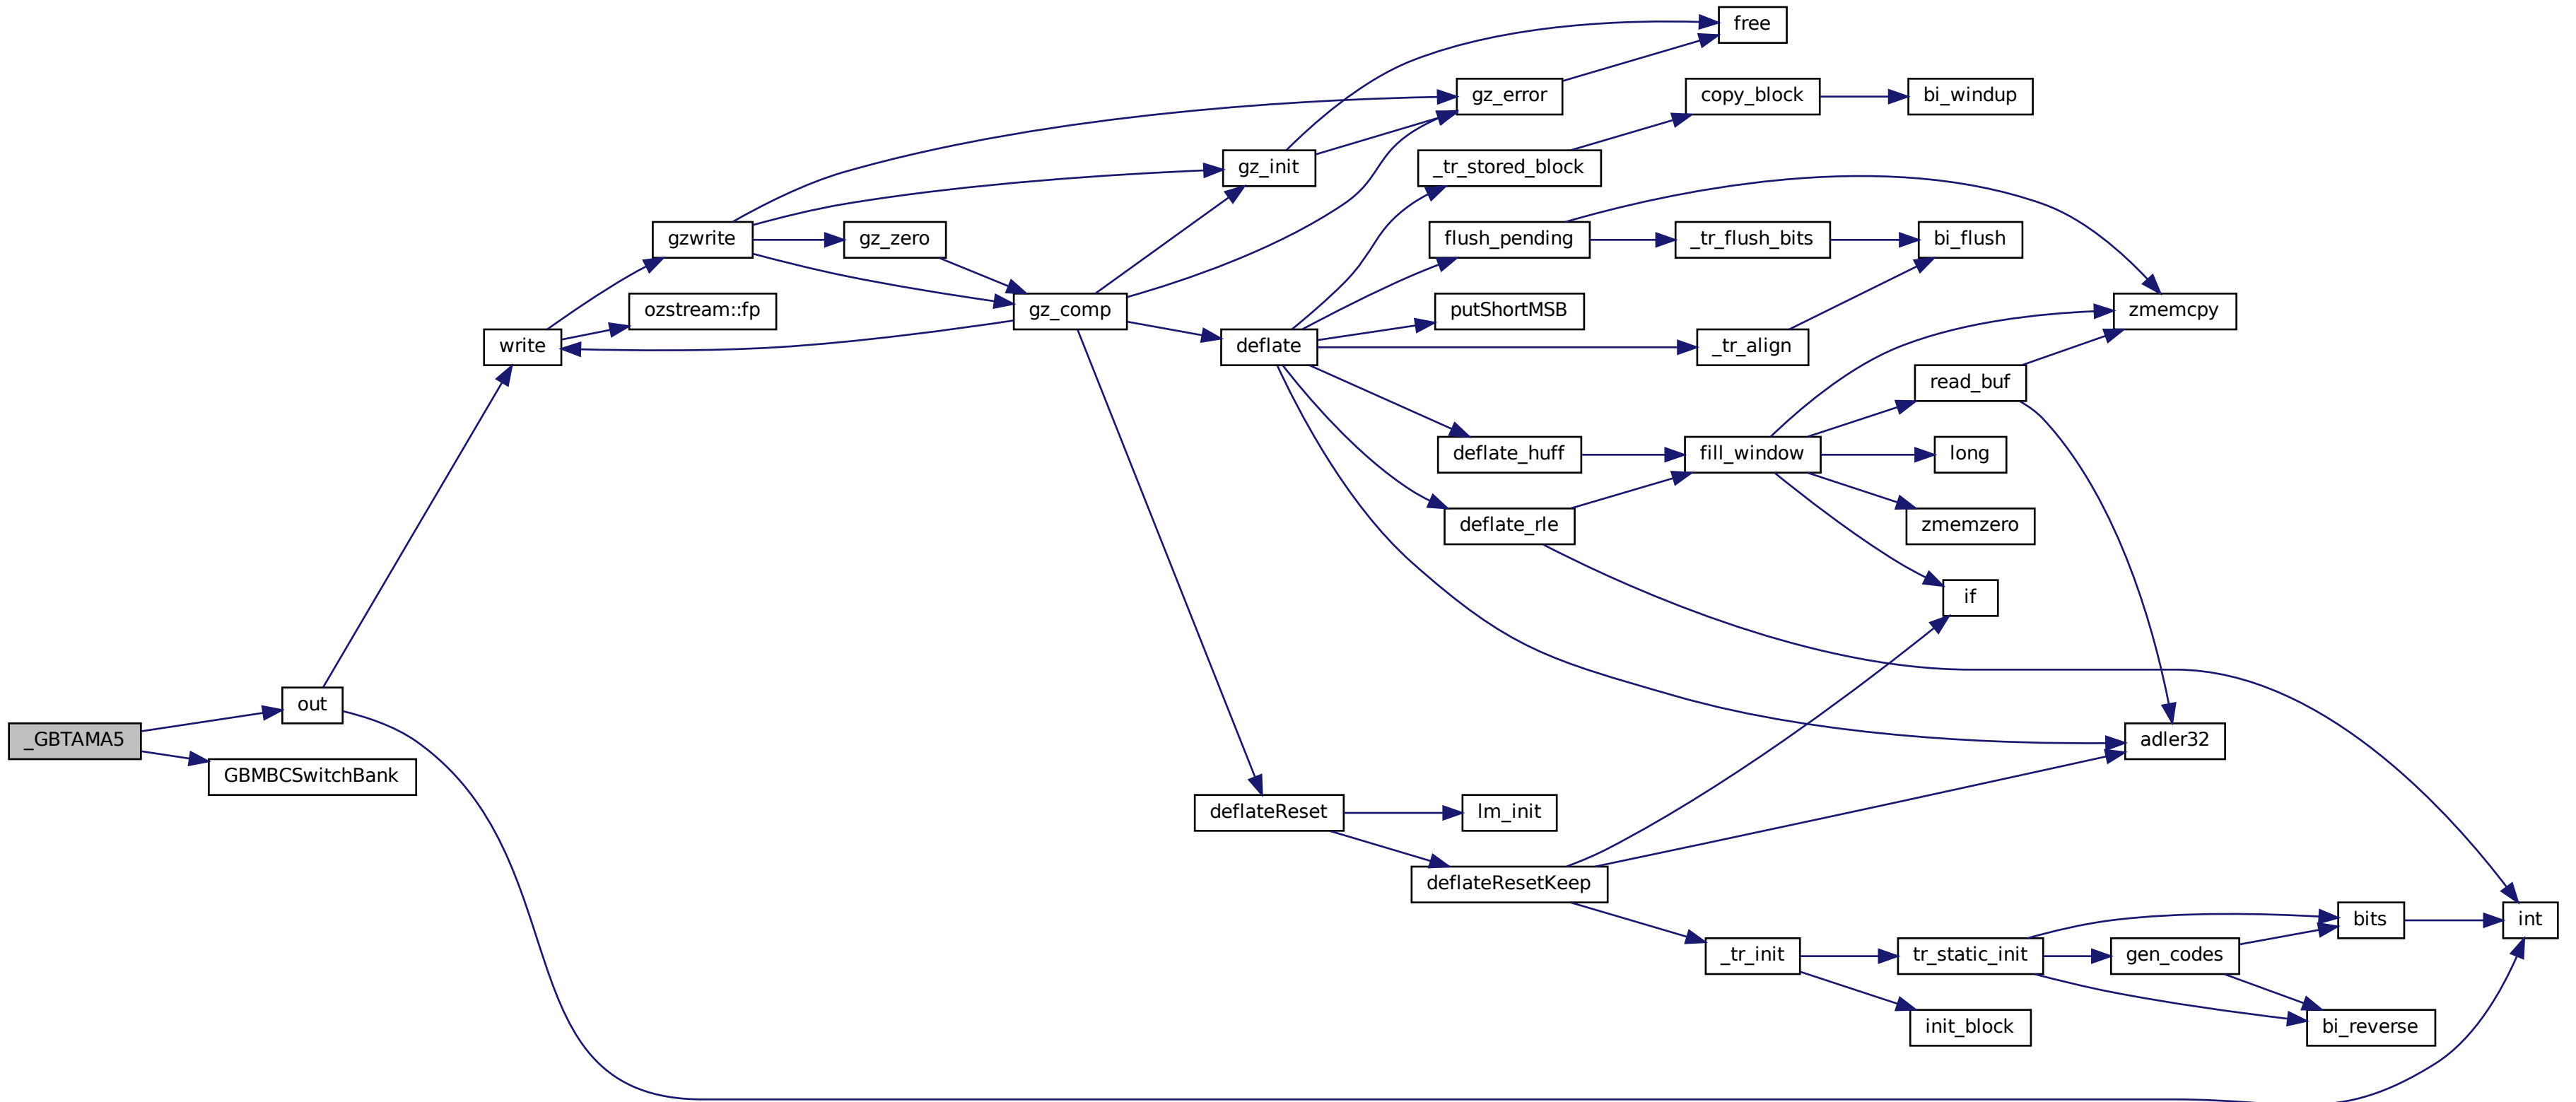 free
gz_error
copy_block
bi_windup
gz_init
_tr_stored_block
gzwrite
gz_zero
flush_pending
_tr_flush_bits
bi_flush
ozstream::fp
gz_comp
putShortMSB
zmemcpy
write
deflate
_tr_align
read_buf
deflate_huff
fill_window
long
deflate_rle
zmemzero
if
out
_GBTAMA5
adler32
GBMBCSwitchBank
deflateReset
lm_init
deflateResetKeep
bits
int
_tr_init
tr_static_init
gen_codes
init_block
bi_reverse